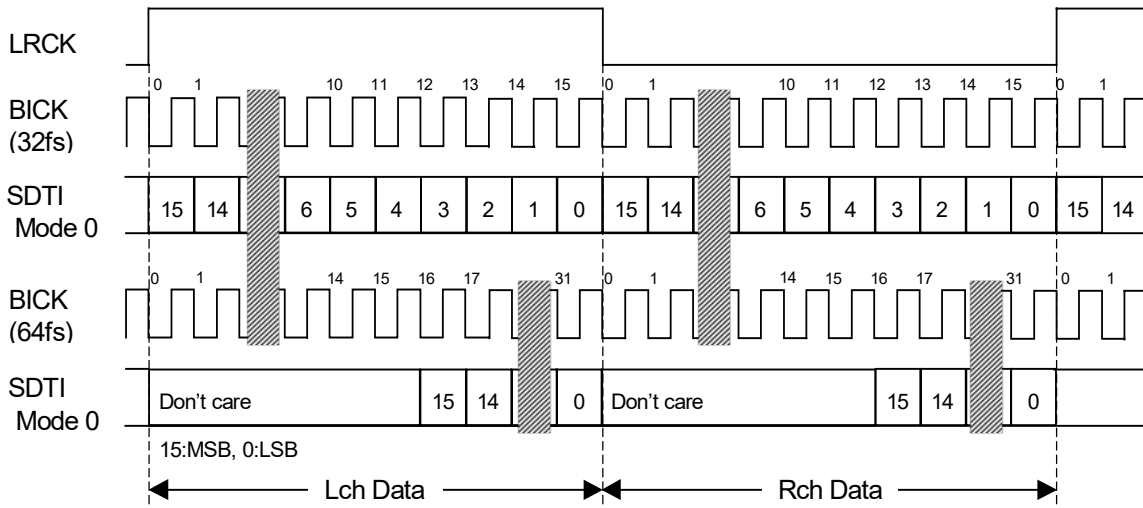 LRCK
0 1 10 11 12 13 14 15 0 1 10 11 12 13 14 15 0 1
BICK
(32fs)
SDTI
Mode 0
15 14 6 5 4 3 2 1 0 15 14 6 5 4 3 2 1 0 15 14
0 1 14 15 16 17 31 0 1 14 15 16 17 31 0 1
BICK
(64fs)
SDTI
Mode 0
Don't care 15 14 0 Don't care 15 14 0
15:MSB, 0:LSB
Lch Data Rch Data